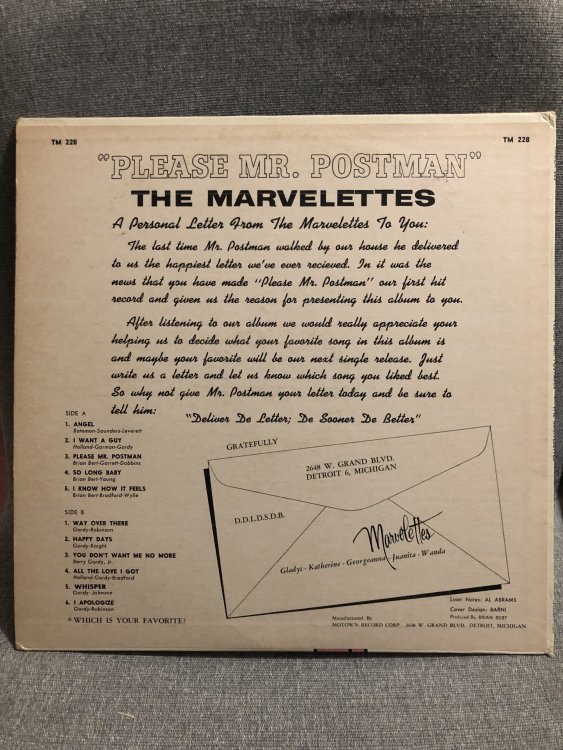 TM 228
TM 228
"PLEASE MR. POSTMAN"
THE MARVELETTES
A Personal Letter From The Marvelettes To You:
The last time Mr. Postman walked by our house he delivered
to us the happiest letter we've ever recieved. In it was the
news that you have made "Please Mr. Postman" our first hit
record and given us the reason for presenting this album to you.
After listening to our album we would really appreciate your
helping us to decide what your favorite song in this album is
and maybe your favorite will be our next single release. Just
write us a letter and let us know which song you liked best.
So why not give Mr. Postman your letter today and be sure to
tell him:
"Deliver De Letter; De Sooner De Better"
SIDE A
1. ANGEL
Bateman-Saunders-Leverett
2. I WANT A GUY
Holland-Gorman-Gordy
3. PLEASE MR. POSTMAN
Brian Bert-Garrett-Dobbins
4. SO LONG BABY
Brian Bert-Young
5. I KNOW HOW IT FEELS
Brian Bert-Bradford-Wylie
SIDE B
1. WAY OVER THERE
Gordy-Robinson
2. HAPPY DAYS
Gordy-Knight
3. YOU DON'T WANT ME NO MORE
Berry Gordy, Jr.
4. ALL THE LOVE I GOT
Holland-Gordy-Bradford
5. WHISPER
Gordy-Johnson
6. I APOLOGIZE
Gordy-Robinson
*WHICH IS YOUR FAVORITE?
GRATEFULLY
2648 W. GRAND BLVD.
DETROIT 6, MICHIGAN
D.D.L.D.S.D.B.
Marvelettes
Gladys · Katherine · Georgeanna · Juanita · Wanda
Liner Notes: AL ABRAMS
Cover Design: BARNI
Produced By BRIAN BERT
Manufactured By
MOTOWN RECORD CORP. 2648 W. GRAND BLVD. DETROIT, MICHIGAN